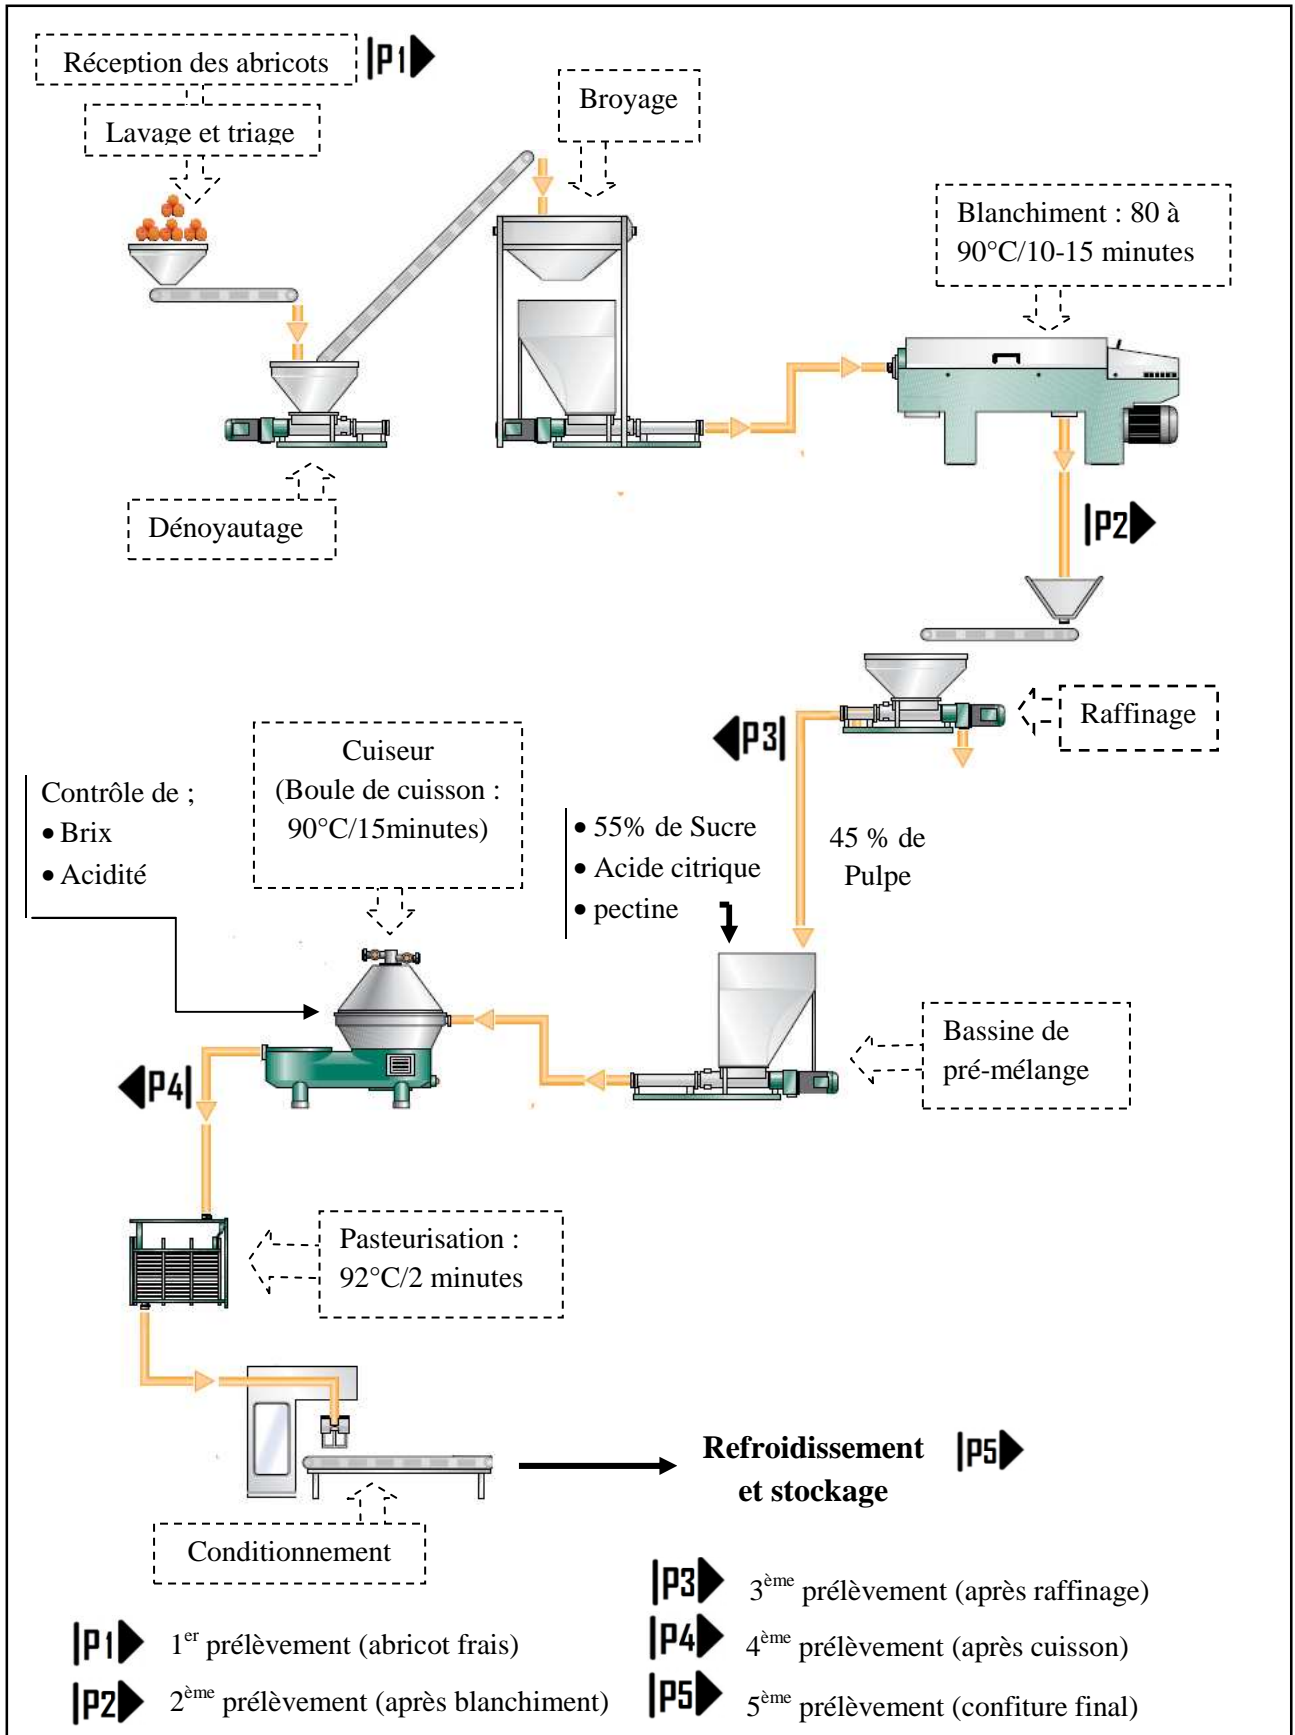 Réception des abricots
P1
Lavage et triage
Broyage
Blanchiment : 80 à
90°C/10-15 minutes
Dénoyautage
P2
Raffinage
P3
Cuiseur
(Boule de cuisson :
90°C/15minutes)
Contrôle de ;
• Brix
• Acidité
• 55% de Sucre
• Acide citrique
• pectine
45 % de
Pulpe
Bassine de
pré-mélange
P4
Pasteurisation :
92°C/2 minutes
Refroidissement
et stockage
P5
Conditionnement
P3 3ème prélèvement (après raffinage)
P1 1er prélèvement (abricot frais)
P4 4ème prélèvement (après cuisson)
P2 2ème prélèvement (après blanchiment)
P5 5ème prélèvement (confiture final)